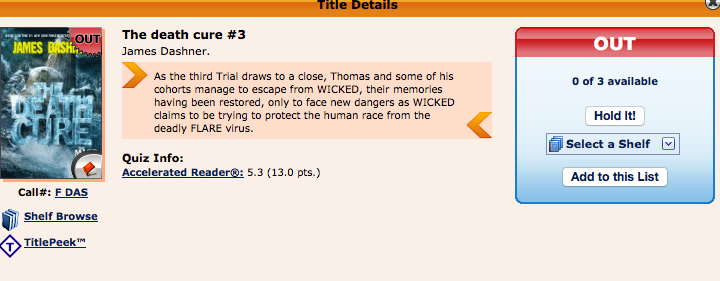 Title Details
OUT
JAMES DASHNER
THE
DEATH
CURE
The death cure #3
James Dashner.
As the third Trial draws to a close, Thomas and some of his
cohorts manage to escape from WICKED, their memories
having been restored, only to face new dangers as WICKED
claims to be trying to protect the human race from the
deadly FLARE virus.
Quiz Info:
Accelerated Reader®: 5.3 (13.0 pts.)
Call#: F DAS
Shelf Browse
T
TitlePeek™
OUT
0 of 3 available
Hold It!
Select a Shelf
Add to this List
X